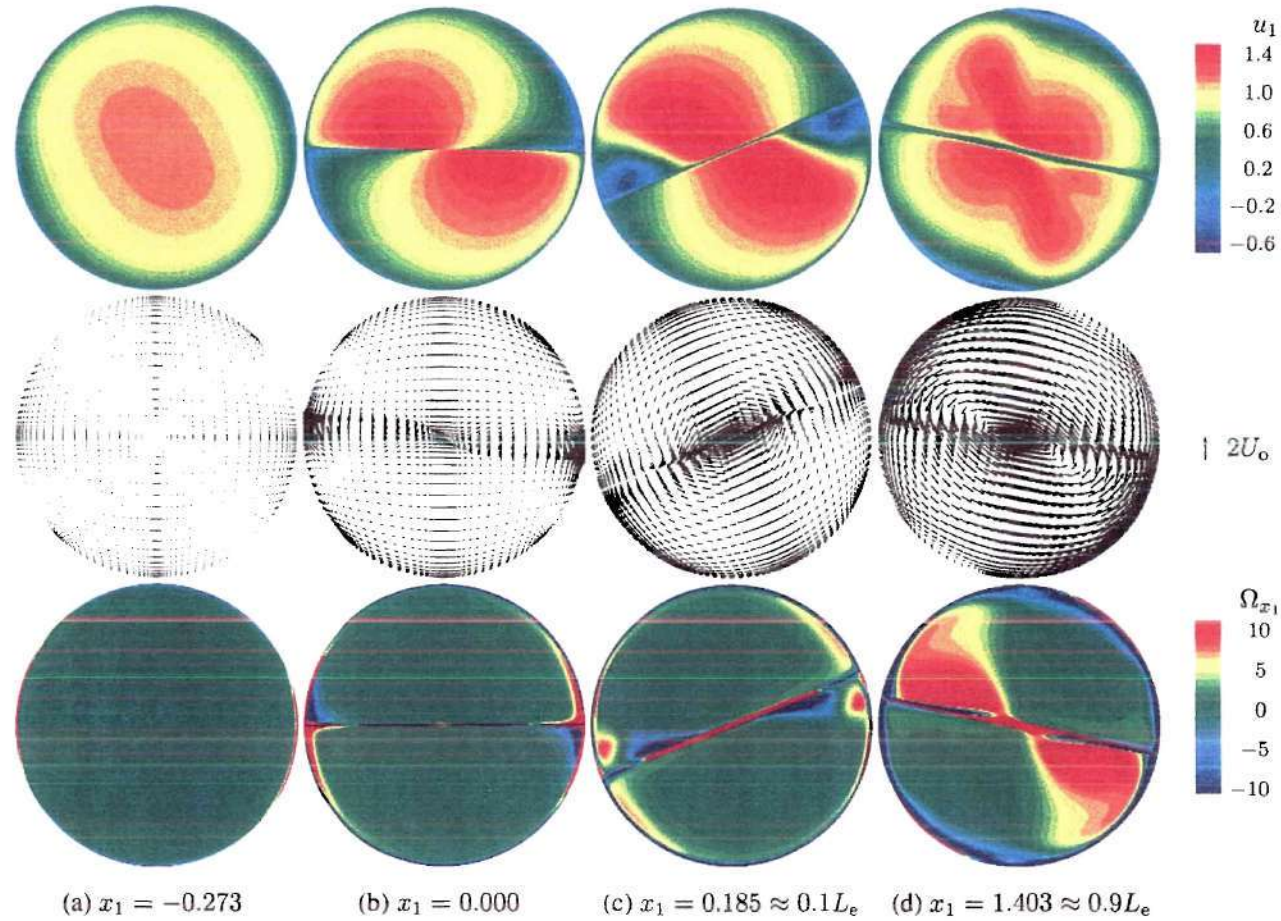 u₁
1.4
1.0
0.6
0.2
−0.2
−0.6
2Uₒ
Ωₓ₁
10
5
0
−5
−10
(a) x₁ = −0.273
(b) x₁ = 0.000
(c) x₁ = 0.185 ≈ 0.1Lₑ
(d) x₁ = 1.403 ≈ 0.9Lₑ